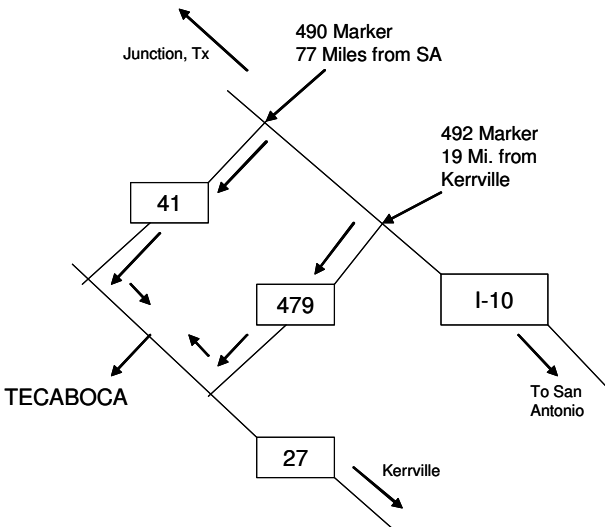 490 Marker
77 Miles from SA
Junction, Tx
492 Marker
19 Mi. from
Kerrville
41
479
I-10
TECABOCA
To San
Antonio
27
Kerrville